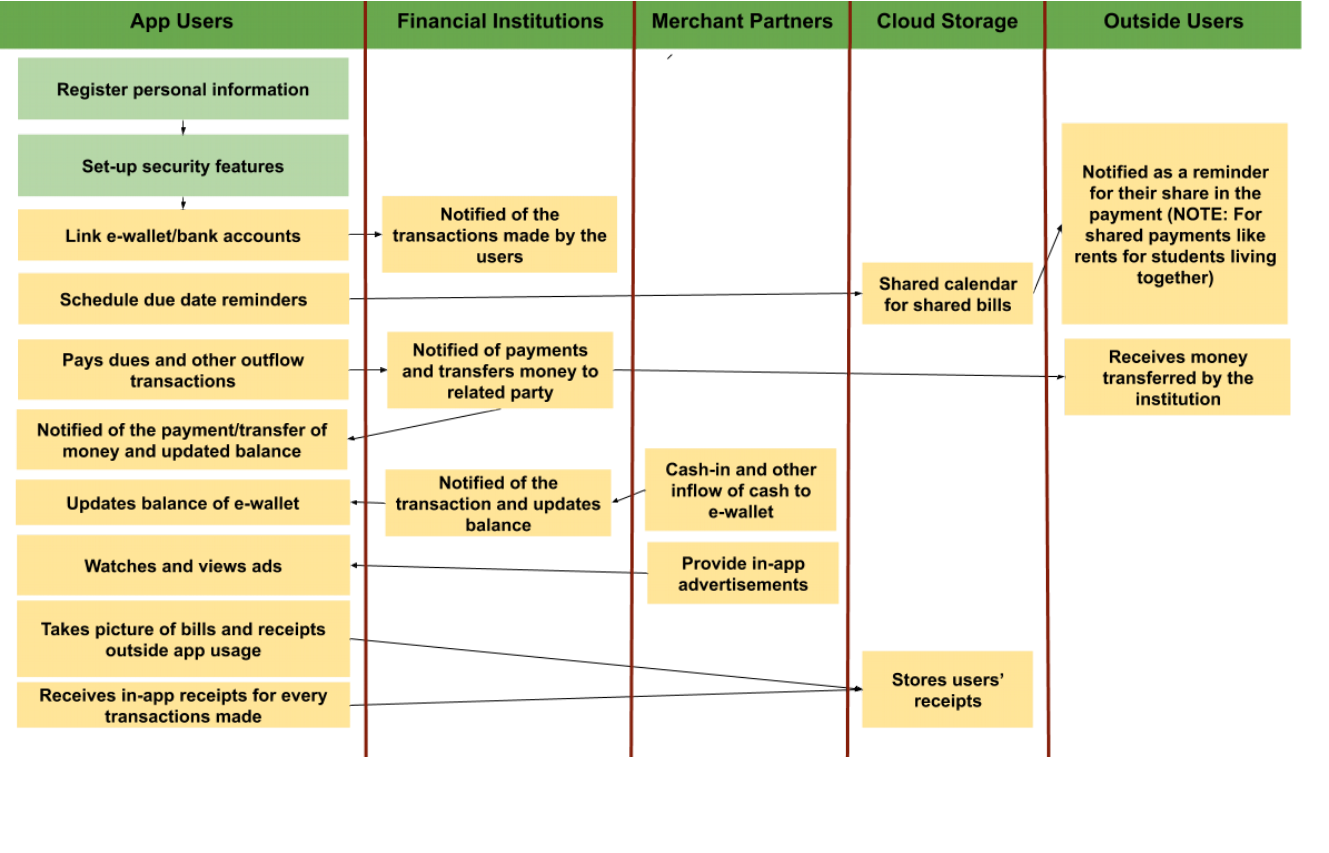 App Users
Financial Institutions
Merchant Partners
Cloud Storage
Outside Users
Register personal information
Set-up security features
Link e-wallet/bank accounts
Notified of the
transactions made by the
users
Schedule due date reminders
Shared calendar
for shared bills
Notified as a reminder
for their share in the
payment (NOTE: For
shared payments like
rents for students living
together)
Pays dues and other outflow
transactions
Notified of payments
and transfers money to
related party
Receives money
transferred by the
institution
Notified of the payment/transfer of
money and updated balance
Updates balance of e-wallet
Notified of the
transaction and updates
balance
Cash-in and other
inflow of cash to
e-wallet
Watches and views ads
Provide in-app
advertisements
Takes picture of bills and receipts
outside app usage
Receives in-app receipts for every
transactions made
Stores users’
receipts